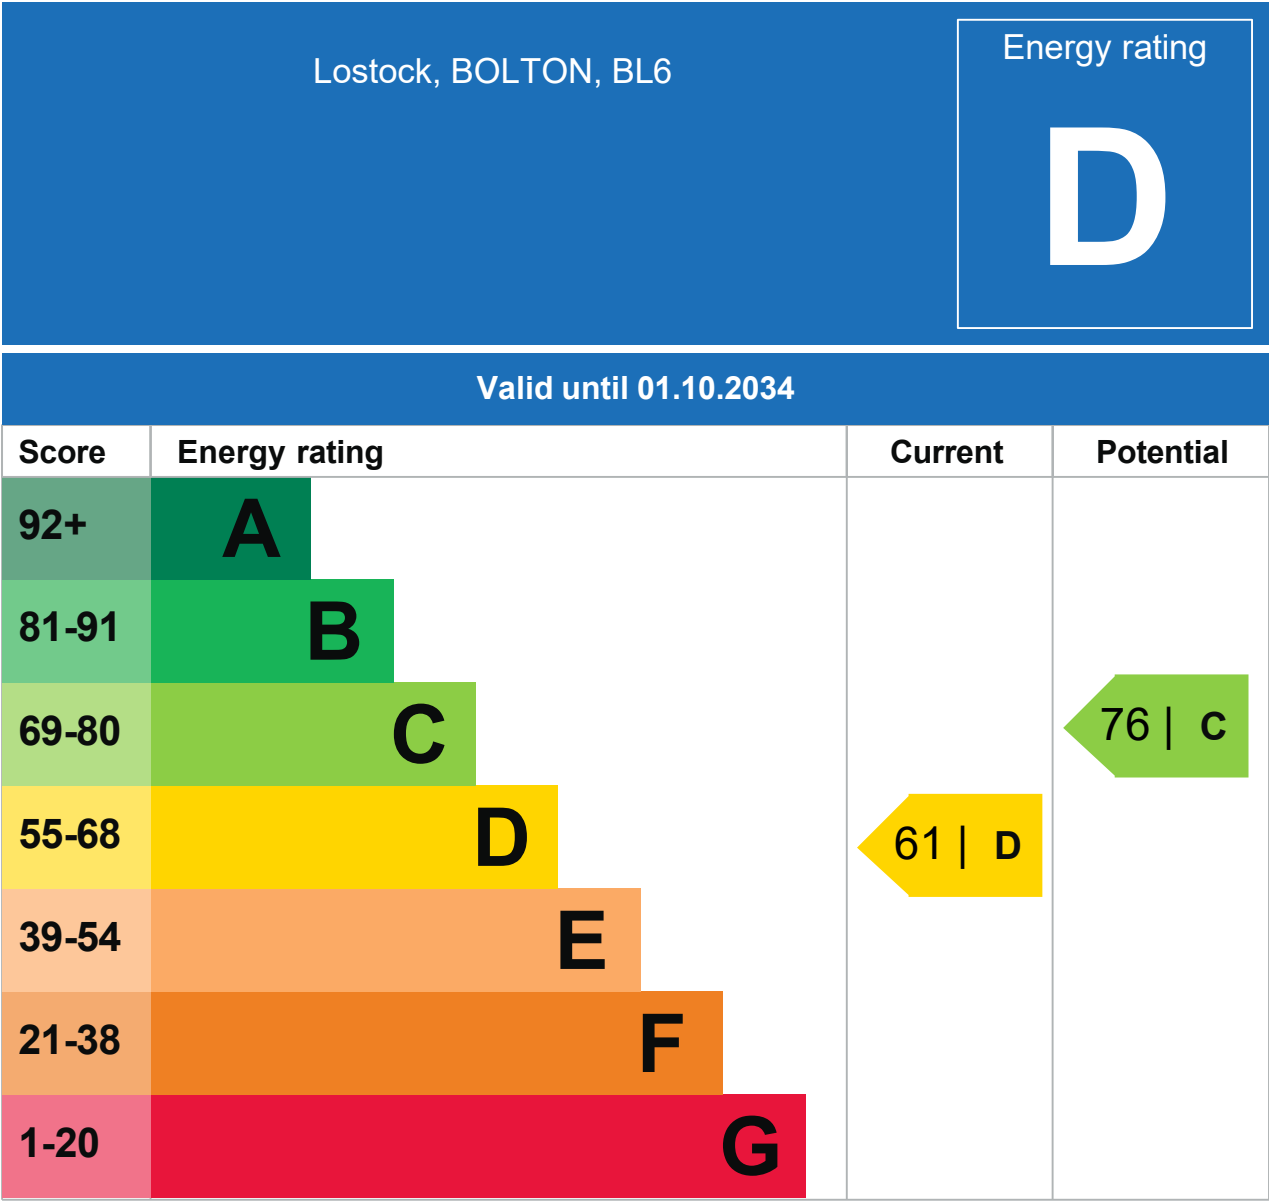 Lostock, BOLTON, BL6
Energy rating
D
Valid until 01.10.2034
Score Energy rating Current Potential
92+ A
81-91 B
69-80 C 76 | C
55-68 D 61 | D
39-54 E
21-38 F
1-20 G